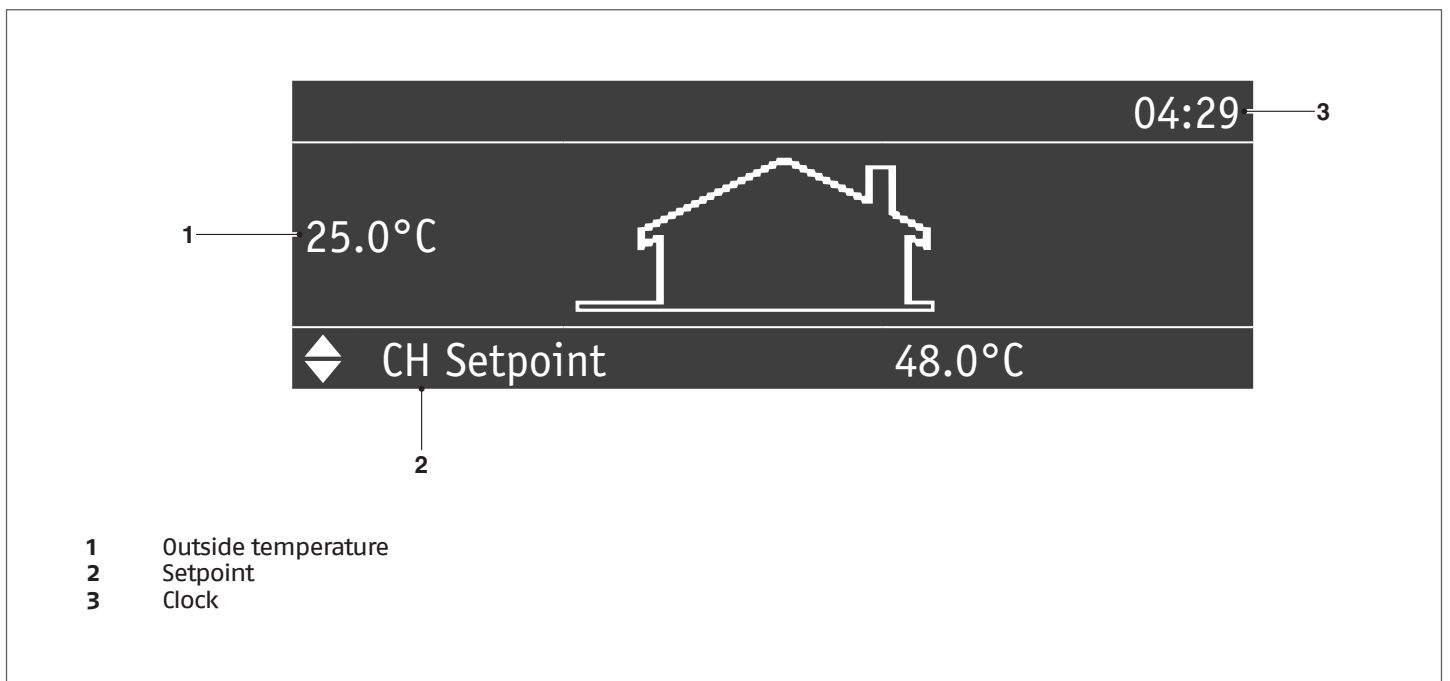 04:29
3
1
25.0°C
CH Setpoint 48.0°C
2
1 Outside temperature
2 Setpoint
3 Clock